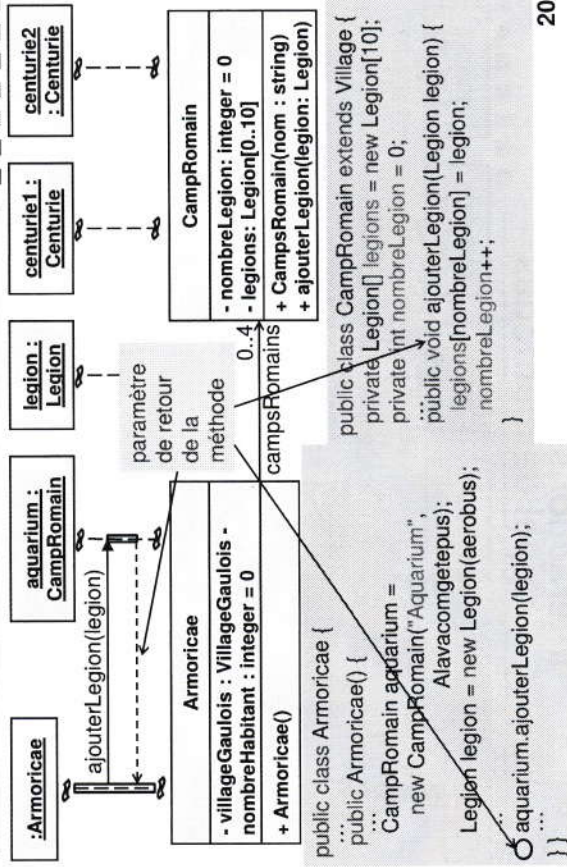 :Armoricae
aquarium :
CampRomain
legion :
Legion
centurie1 :
Centurie
centurie2
: Centurie
ajouterLegion(legion)
paramètre
de retour
de la
méthode
Armoricae
- villageGaulois : VillageGaulois -
nombreHabitant : integer = 0
+ Armoricae()
0..4
campsRomains
CampRomain
- nombreLegion: integer = 0
- legions: Legion[0..10]
+ CampsRomain(nom : string)
+ ajouterLegion(legion: Legion)
public class Armoricae {
...
public Armoricae() {
...
CampRomain aquarium =
new CampRomain("Aquarium",
Alavacomgetepus);
Legion legion = new Legion(aerobus);
...
aquarium.ajouterLegion(legion);
...
} }
public class CampRomain extends Village {
private Legion[] legions = new Legion[10];
private int nombreLegion = 0;
...
public void ajouterLegion(Legion legion) {
legions[nombreLegion] = legion;
nombreLegion++;
}
20